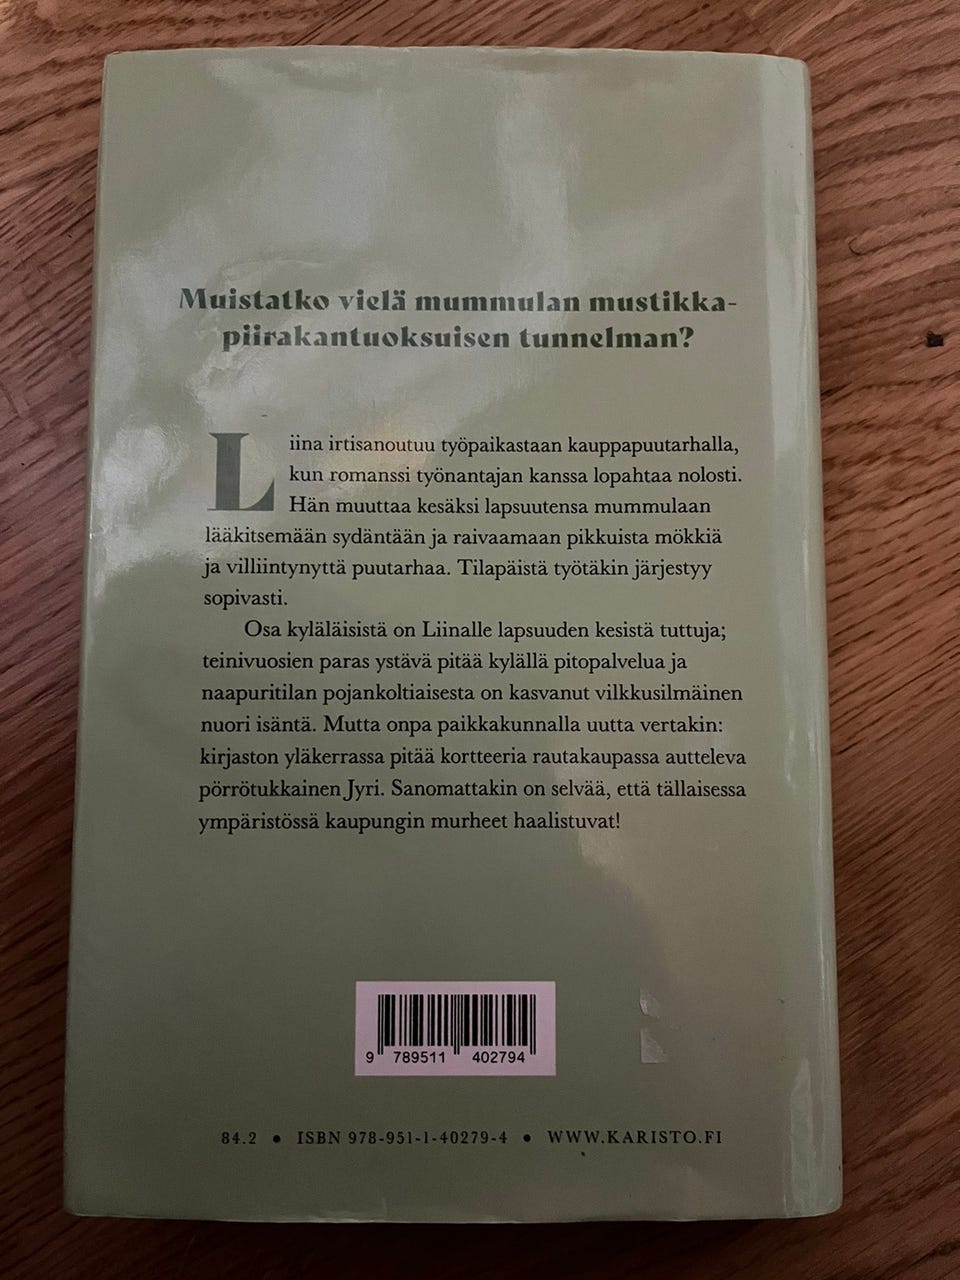 Muistatko vielä mummulan mustikka-
piirakantuoksuisen tunnelman?
Liina irtisanoutuu työpaikastaan kauppapuutarhalla,
kun romanssi työnantajan kanssa lopahtaa nolosti.
Hän muuttaa kesäksi lapsuutensa mummulaan
lääkitsemään sydäntään ja raivaamaan pikkuista mökkiä
ja villiintynyttä puutarhaa. Tilapäistä työtäkin järjestyy
sopivasti.
Osa kyläläisistä on Liinalle lapsuuden kesistä tuttuja;
teinivuosien paras ystävä pitää kylällä pitopalvelua ja
naapuritilan pojankoltiaisesta on kasvanut vilkkusilmäinen
nuori isäntä. Mutta onpa paikkakunnalla uutta vertakin:
kirjaston yläkerrassa pitää kortteeria rautakaupassa autteleva
pörrötukkainen Jyri. Sanomattakin on selvää, että tällaisessa
ympäristössä kaupungin murheet haalistuvat!
9 789511 402794
84.2 • ISBN 978-951-1-40279-4 • WWW.KARISTO.FI